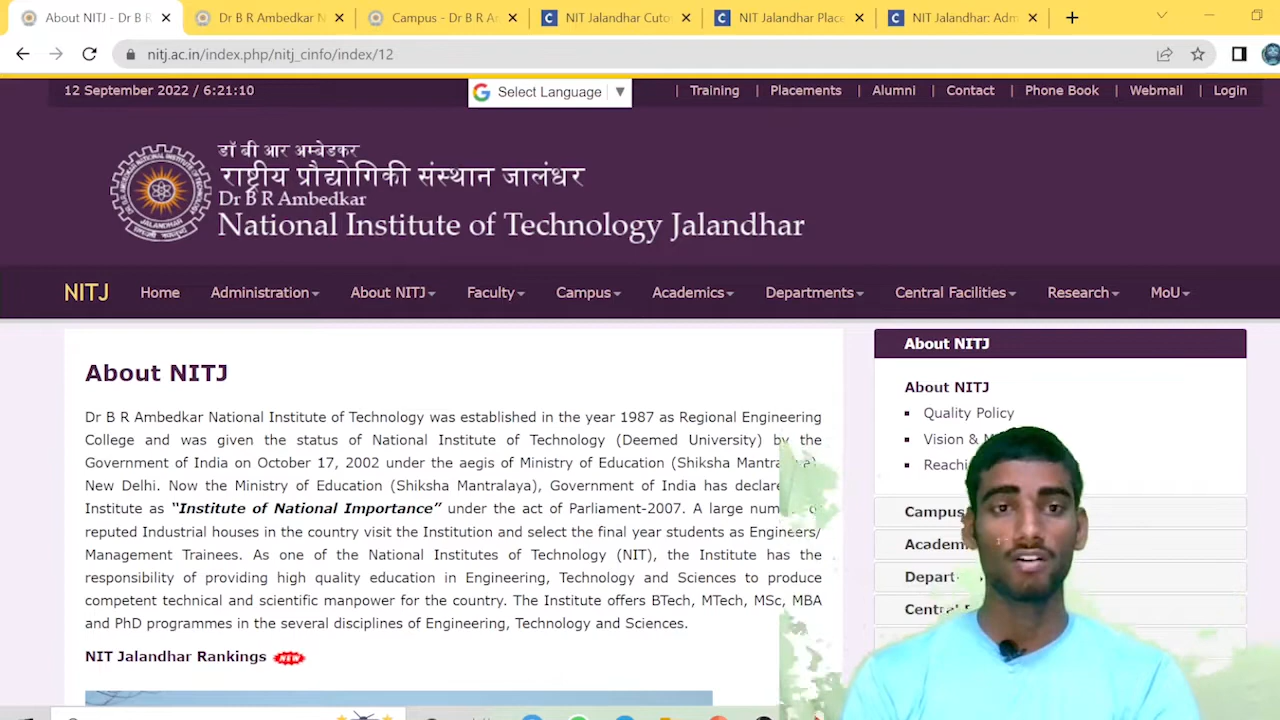 About NITJ - Dr B R
Dr B R Ambedkar N
Campus - Dr B R Ar
NIT Jalandhar Cuto
NIT Jalandhar Place
NIT Jalandhar: Adm
nitj.ac.in/index.php/nitj_cinfo/index/12
12 September 2022 / 6:21:10
Select Language
Training
Placements
Alumni
Contact
Phone Book
Webmail
Login
डॉ बी आर अम्बेडकर
राष्ट्रीय प्रौद्योगिकी संस्थान जालंधर
Dr B R Ambedkar
National Institute of Technology Jalandhar
NITJ Home Administration About NITJ Faculty Campus Academics Departments Central Facilities Research MoU
About NITJ
Dr B R Ambedkar National Institute of Technology was established in the year 1987 as Regional Engineering
College and was given the status of National Institute of Technology (Deemed University) by the
Government of India on October 17, 2002 under the aegis of Ministry of Education (Shiksha Mantralaya),
New Delhi. Now the Ministry of Education (Shiksha Mantralaya), Government of India has declare
Institute as “Institute of National Importance” under the act of Parliament-2007. A large num of
reputed Industrial houses in the country visit the Institution and select the final year students as Engineers/
Management Trainees. As one of the National Institutes of Technology (NIT), the Institute has the
responsibility of providing high quality education in Engineering, Technology and Sciences to produce
competent technical and scientific manpower for the country. The Institute offers BTech, MTech, MSc, MBA
and PhD programmes in the several disciplines of Engineering, Technology and Sciences.
NIT Jalandhar Rankings NEW
About NITJ
About NITJ
Quality Policy
Vision &
Reachi
Campus
Academ
Depart
Central